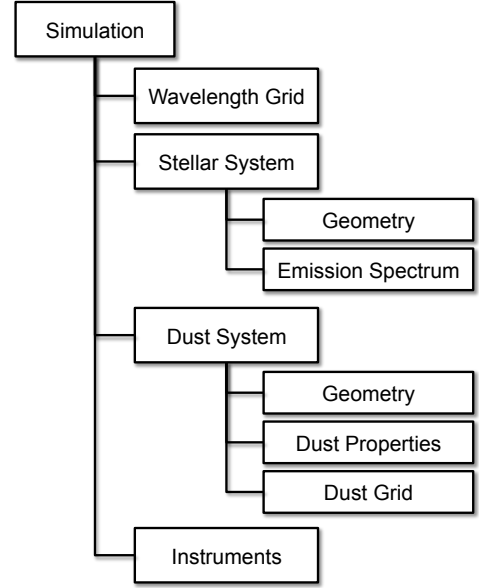 Simulation
Wavelength Grid
Stellar System
Geometry
Emission Spectrum
Dust System
Geometry
Dust Properties
Dust Grid
Instruments